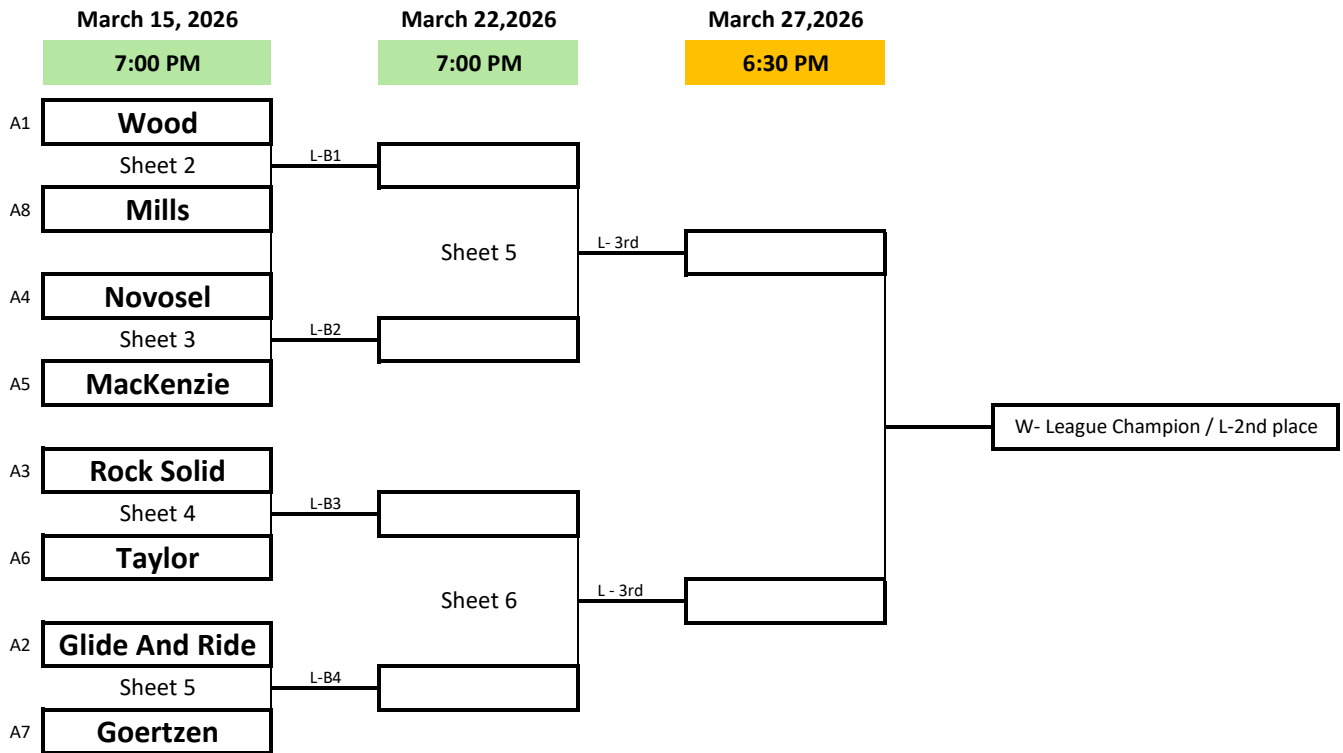 March 15, 2026 March 22,2026 March 27,2026
7:00 PM 7:00 PM 6:30 PM
A1 Wood
Sheet 2 L-B1
A8 Mills
Sheet 5 L- 3rd
A4 Novosel
Sheet 3 L-B2
A5 MacKenzie
W- League Champion / L-2nd place
A3 Rock Solid
Sheet 4 L-B3
A6 Taylor
Sheet 6 L - 3rd
A2 Glide And Ride
Sheet 5 L-B4
A7 Goertzen